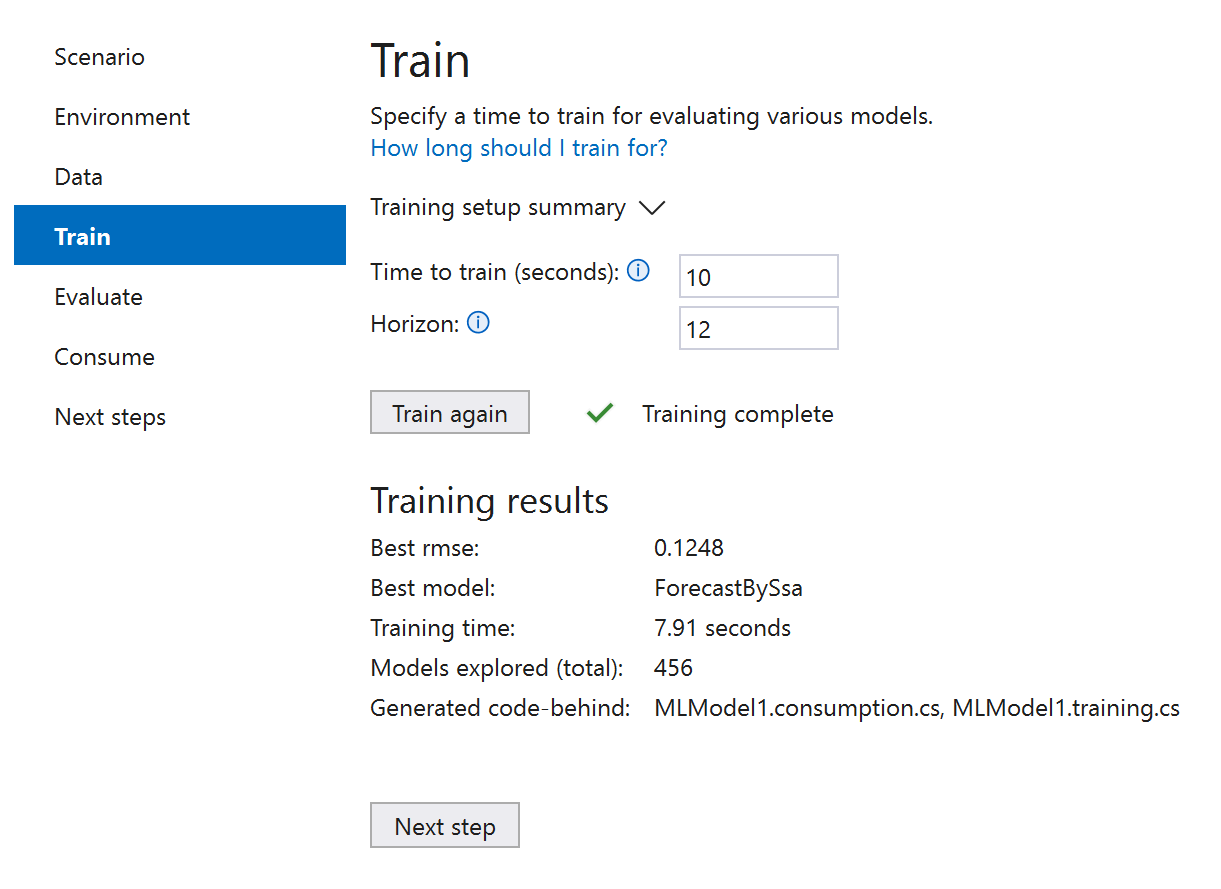 Scenario
Environment
Data
Train
Evaluate
Consume
Next steps
Train
Specify a time to train for evaluating various models.
How long should I train for?
Training setup summary
Time to train (seconds): 10
Horizon: 12
Train again Training complete
Training results
Best rmse: 0.1248
Best model: ForecastBySsa
Training time: 7.91 seconds
Models explored (total): 456
Generated code-behind: MLModel1.consumption.cs, MLModel1.training.cs
Next step